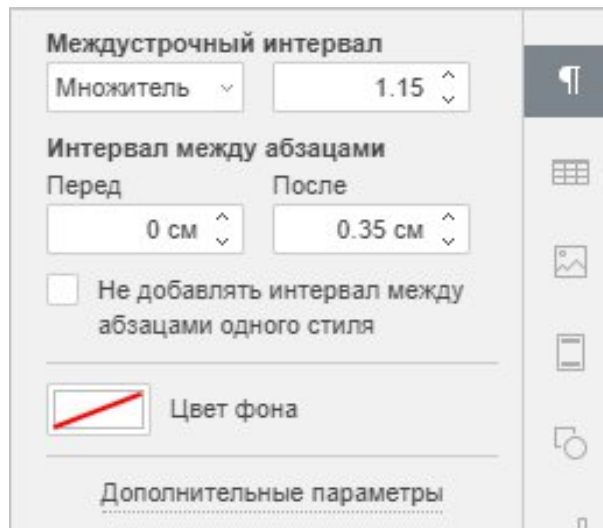 Междустрочный интервал
Множитель 1.15
Интервал между абзацами
Перед После
0 см 0.35 см
Не добавлять интервал между
абзацами одного стиля
Цвет фона
Дополнительные параметры